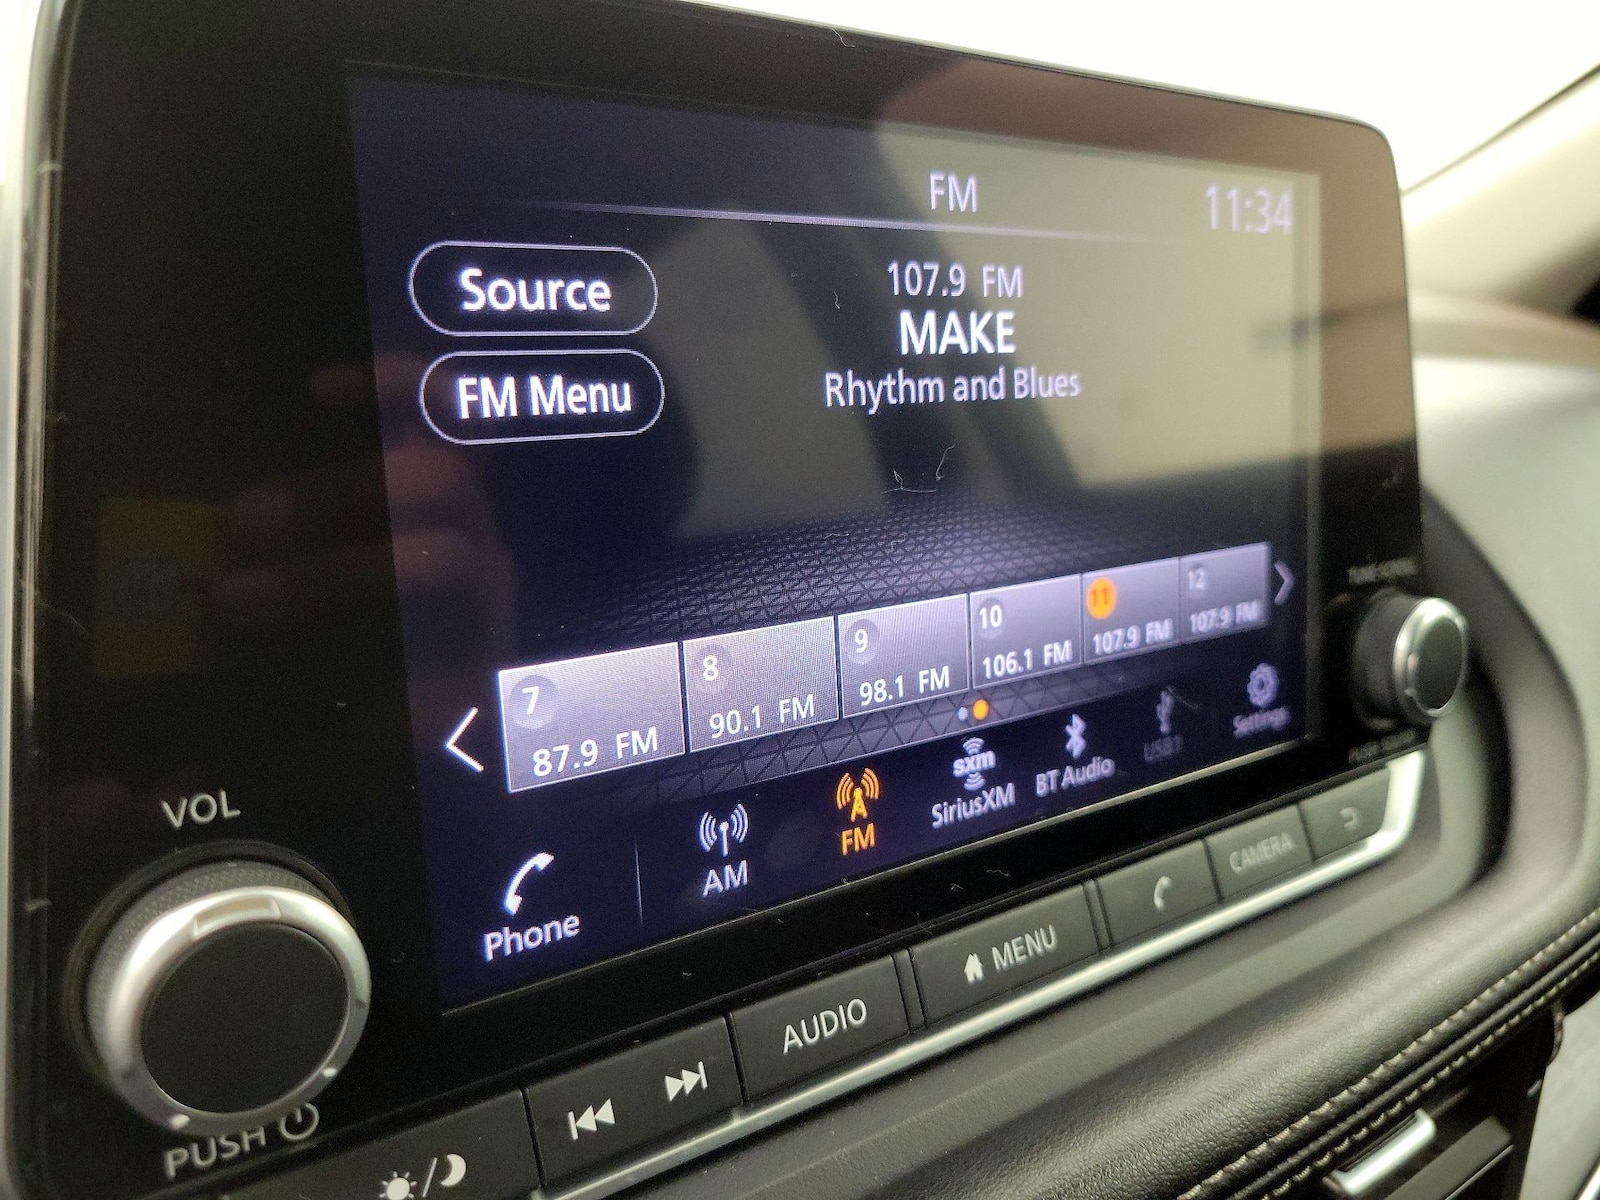 FM
11:34
Source
107.9 FM
MAKE
FM Menu
Rhythm and Blues
7
87.9 FM
8
90.1 FM
9
98.1 FM
10
106.1 FM
11
107.9 FM
12
107.9 FM
Phone
AM
FM
sxm
SiriusXM
BT Audio
Settings
VOL
PUSH
AUDIO
MENU
CAMERA